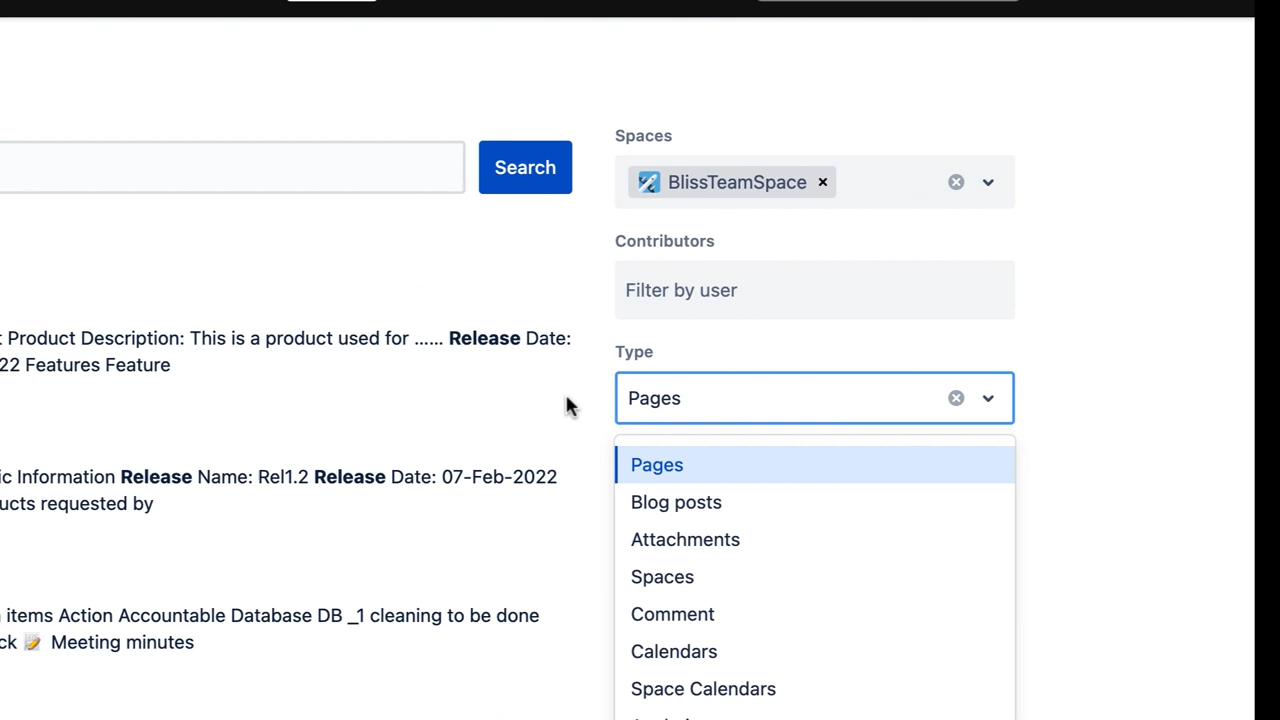 Spaces
Search
BlissTeamSpace ×
Contributors
Filter by user
Product Description: This is a product used for ...... Release Date:
22 Features Feature
Type
Pages
Pages
ic Information Release Name: Rel1.2 Release Date: 07-Feb-2022
ucts requested by
Blog posts
Attachments
Spaces
items Action Accountable Database DB _1 cleaning to be done
ck 📝 Meeting minutes
Comment
Calendars
Space Calendars